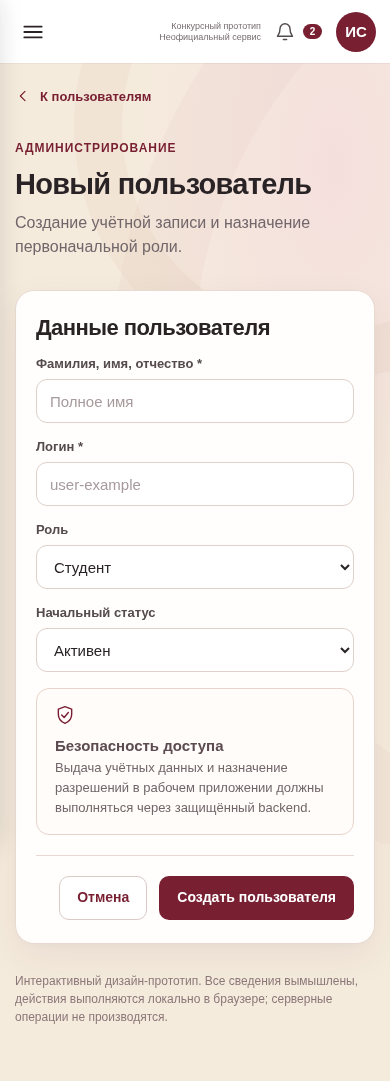 Конкурсный прототип
Неофициальный сервис
2
ИС
К пользователям
АДМИНИСТРИРОВАНИЕ
Новый пользователь
Создание учётной записи и назначение
первоначальной роли.
Данные пользователя
Фамилия, имя, отчество *
Полное имя
Логин *
user-example
Роль
Студент
Начальный статус
Активен
Безопасность доступа
Выдача учётных данных и назначение
разрешений в рабочем приложении должны
выполняться через защищённый backend.
Отмена
Создать пользователя
Интерактивный дизайн-прототип. Все сведения вымышлены,
действия выполняются локально в браузере; серверные
операции не производятся.